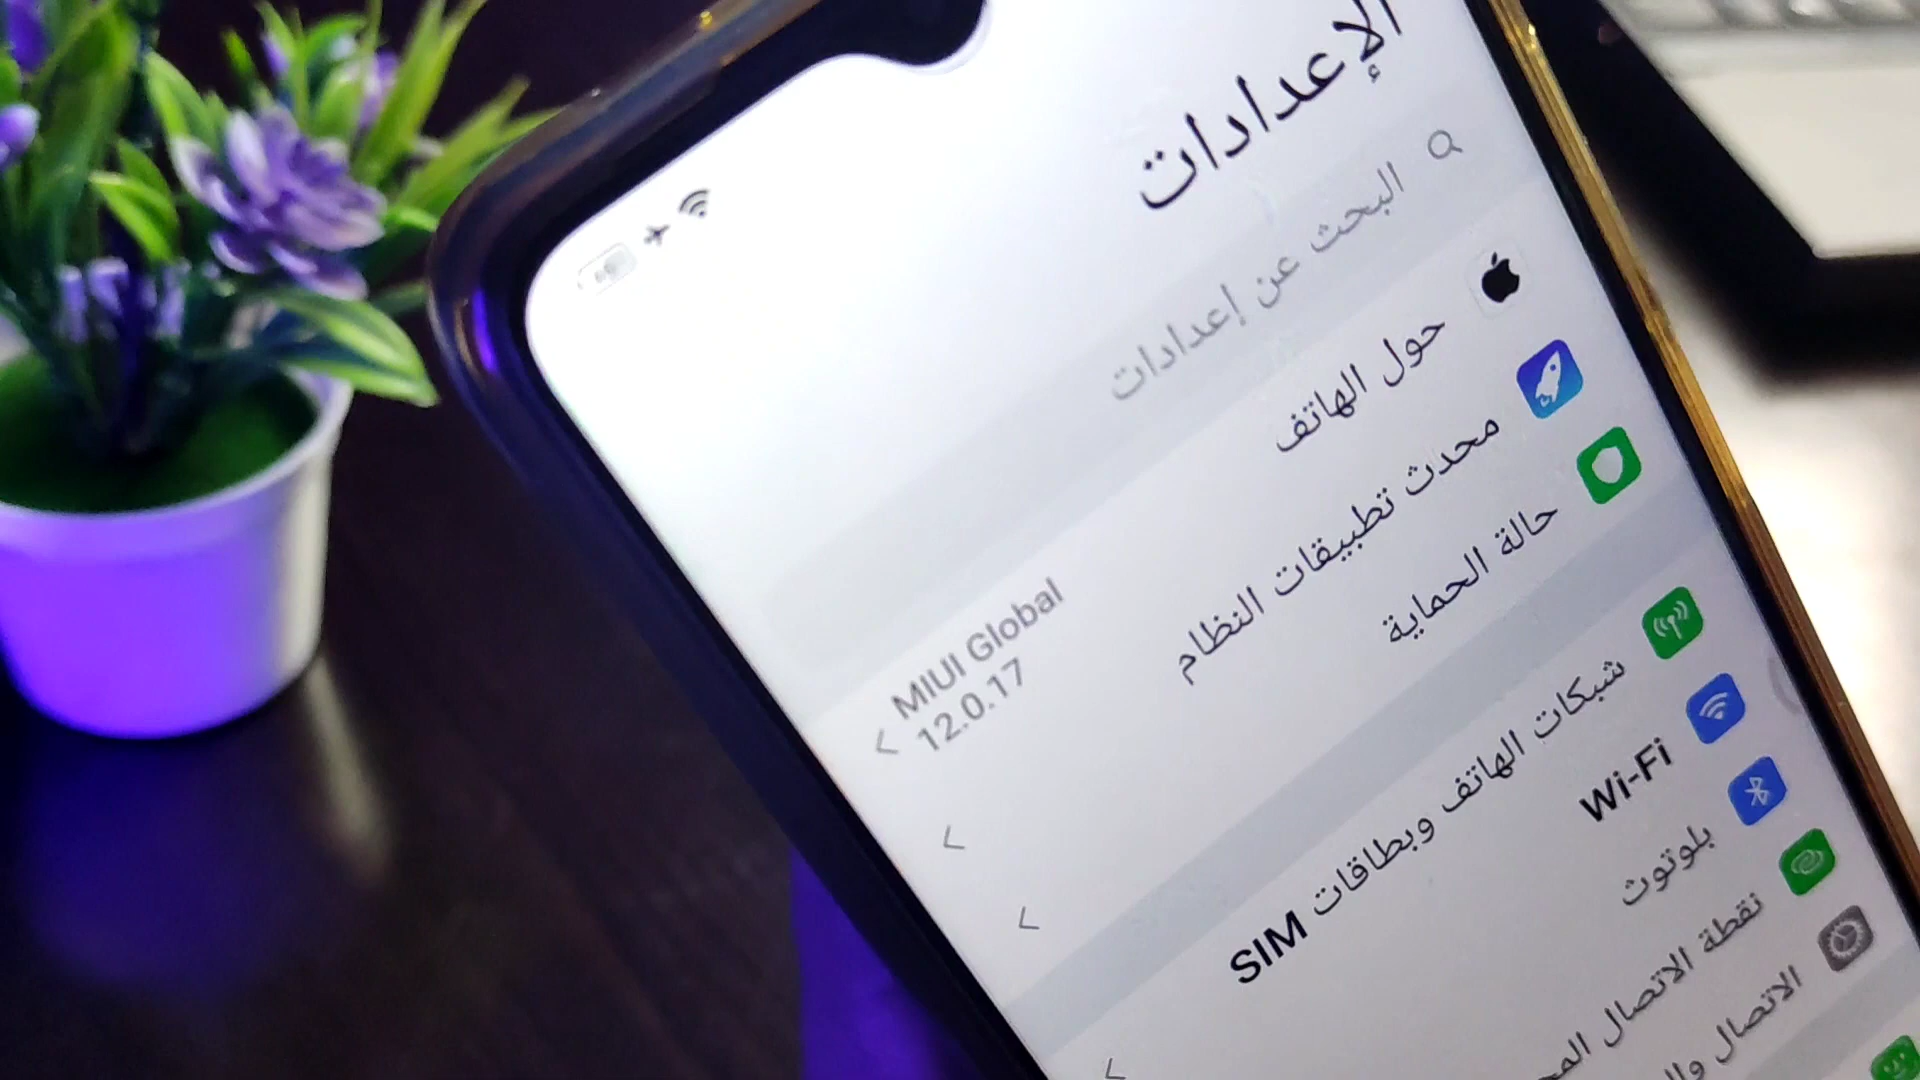 الإعدادات
البحث عن إعدادات
حول الهاتف
MIUI Global
12.0.17
محدث تطبيقات النظام
حالة الحماية
شبكات الهاتف وبطاقات SIM
Wi-Fi
بلوتوث
نقطة الاتصال
الاتصال